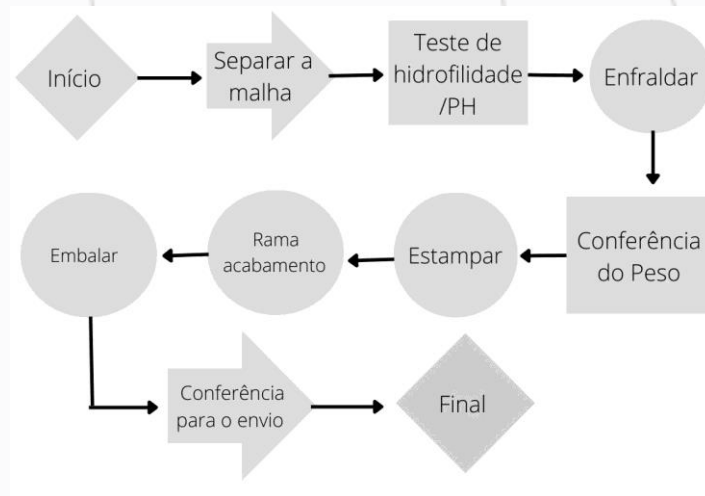 Início
Separar a
malha
Teste de
hidrofilidade
/PH
Enfraldar
Conferência
do Peso
Estampar
Rama
acabamento
Embalar
Conferência
para o envio
Final